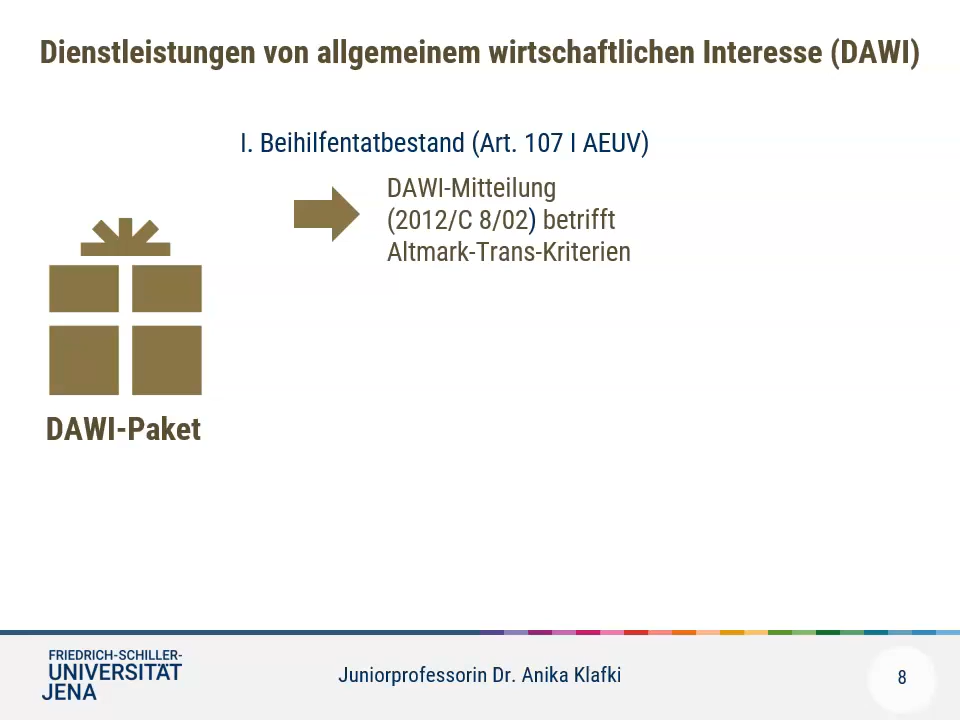 Dienstleistungen von allgemeinem wirtschaftlichen Interesse (DAWI)
I. Beihilfentatbestand (Art. 107 I AEUV)
DAWI-Mitteilung
(2012/C 8/02) betrifft
Altmark-Trans-Kriterien
DAWI-Paket
FRIEDRICH-SCHILLER-
UNIVERSITÄT
JENA
Juniorprofessorin Dr. Anika Klafki
8